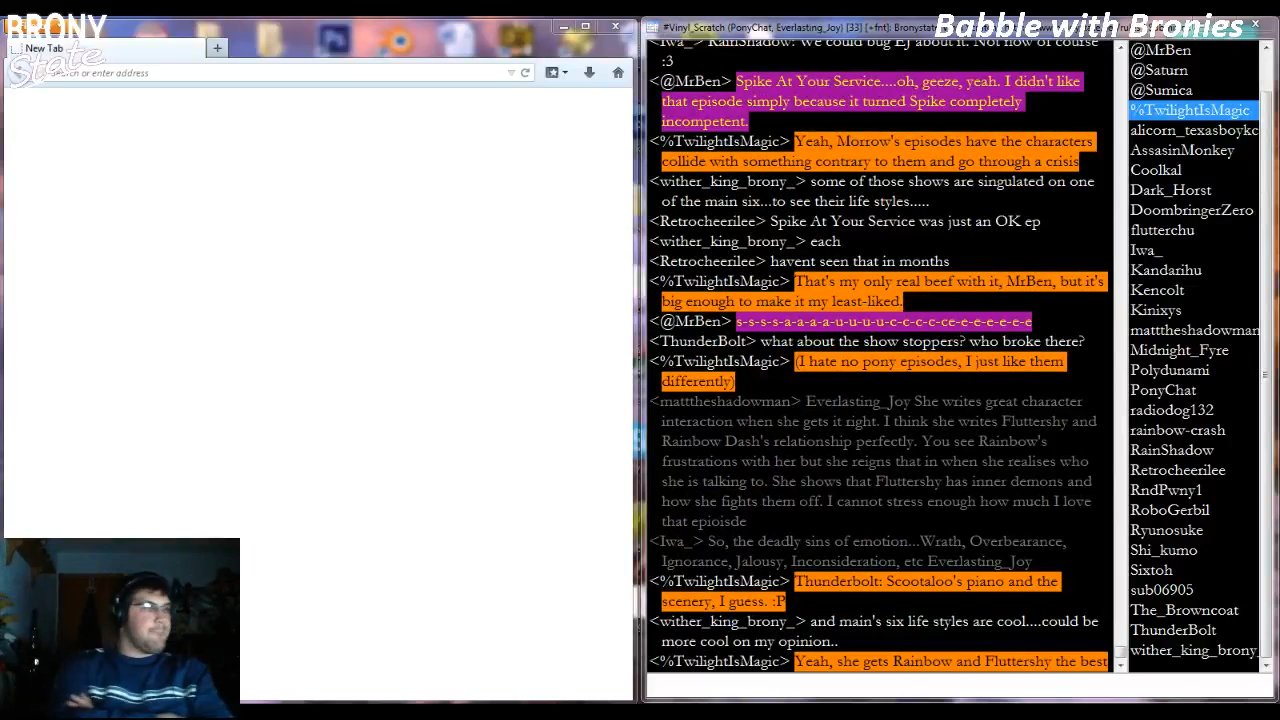 BRONY
State
Babble with Bronies
#Vinyl_Scratch (PonyChat, Everlasting_Joy) [33] [+fnt]
New Tab
or enter address
<Iwa_> RainShadow: We could bug EJ about it. Not now of course
:3
<@MrBen> Spike At Your Service....oh, geeze, yeah. I didn't like
that episode simply because it turned Spike completely
incompetent.
<%TwilightIsMagic> Yeah, Morrow's episodes have the characters
collide with something contrary to them and go through a crisis
<wither_king_brony_> some of those shows are singulated on one
of the main six...to see their life styles.....
<Retrocheerilee> Spike At Your Service was just an OK ep
<wither_king_brony_> each
<Retrocheerilee> havent seen that in months
<%TwilightIsMagic> That's my only real beef with it, MrBen, but it's
big enough to make it my least-liked.
<@MrBen> s-s-s-s-a-a-a-a-u-u-u-u-c-c-c-c-ce-e-e-e-e-e-e
<ThunderBolt> what about the show stoppers? who broke there?
<%TwilightIsMagic> (I hate no pony episodes, I just like them
differently)
<matttheshadowman> Everlasting_Joy She writes great character
interaction when she gets it right. I think she writes Fluttershy and
Rainbow Dash's relationship perfectly. You see Rainbow's
frustrations with her but she reigns that in when she realises who
she is talking to. She shows that Fluttershy has inner demons and
how she fights them off. I cannot stress enough how much I love
that epioisde
<Iwa_> So, the deadly sins of emotion...Wrath, Overbearance,
Ignorance, Jalousy, Inconsideration, etc Everlasting_Joy
<%TwilightIsMagic> Thunderbolt: Scootaloo's piano and the
scenery, I guess. :P
<wither_king_brony_> and main's six life styles are cool....could be
more cool on my opinion..
<%TwilightIsMagic> Yeah, she gets Rainbow and Fluttershy the best
@MrBen
@Saturn
@Sumica
%TwilightIsMagic
alicorn_texasboykc
AssasinMonkey
Coolkal
Dark_Horst
DoombringerZero
flutterchu
Iwa_
Kandarihu
Kencolt
Kinixys
matttheshadowman
Midnight_Fyre
Polydunami
PonyChat
radiodog132
rainbow-crash
RainShadow
Retrocheerilee
RndPwny1
RoboGerbil
Ryunosuke
Shi_kumo
Sixtoh
sub06905
The_Browncoat
ThunderBolt
wither_king_brony_